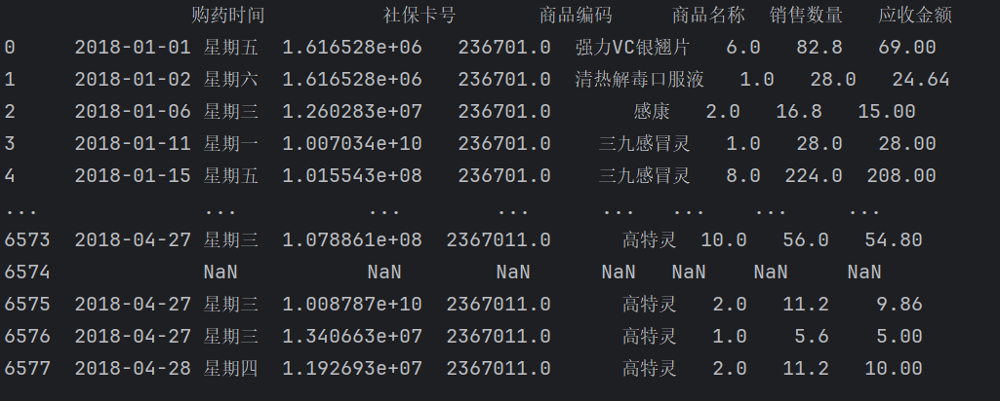 购药时间 社保卡号 商品编码 商品名称 销售数量 应收金额
0 2018-01-01 星期五 1.616528e+06 236701.0 强力VC银翘片 6.0 82.8 69.00
1 2018-01-02 星期六 1.616528e+06 236701.0 清热解毒口服液 1.0 28.0 24.64
2 2018-01-06 星期三 1.260283e+07 236701.0 感康 2.0 16.8 15.00
3 2018-01-11 星期一 1.007034e+10 236701.0 三九感冒灵 1.0 28.0 28.00
4 2018-01-15 星期五 1.015543e+08 236701.0 三九感冒灵 8.0 224.0 208.00
... ... ... ... ... ... ... ...
6573 2018-04-27 星期三 1.078861e+08 2367011.0 高特灵 10.0 56.0 54.80
6574 NaN NaN NaN NaN NaN NaN NaN
6575 2018-04-27 星期三 1.008787e+10 2367011.0 高特灵 2.0 11.2 9.86
6576 2018-04-27 星期三 1.340663e+07 2367011.0 高特灵 1.0 5.6 5.00
6577 2018-04-28 星期四 1.192693e+07 2367011.0 高特灵 2.0 11.2 10.00